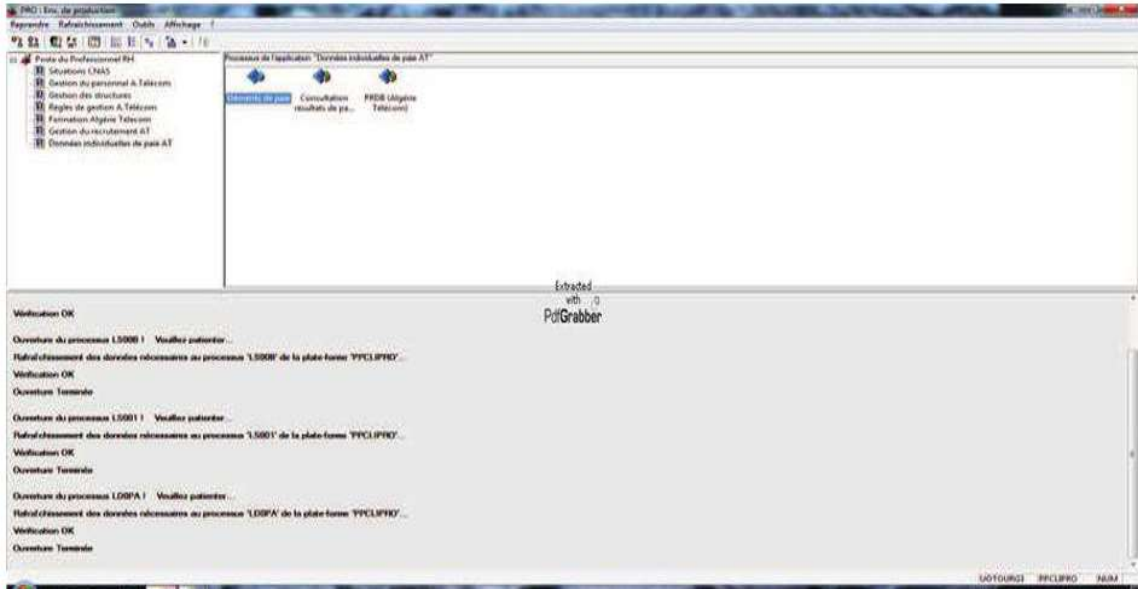 PRO : Env. de production
Reprendre Rafraîchissement Outils Affichage ?
Poste du Professionnel RH
Situations CNAS
Gestion du personnel A.Télécom
Gestion des structures
Règles de gestion A.Télécom
Formation Algérie Télécom
Gestion du recrutement AT
Données individuelles de paie AT
Processus de l'application "Données individuelles de paie AT"
Eléments de paie
Consultation résultats de pa...
PRDB (Algérie Télécom)
Extracted
with
PdfGrabber
Vérification OK
Ouverture du processus LS00B ! Veuillez patienter...
Rafraîchissement des données nécessaires au processus 'LS00B' de la plate-forme 'PPCLIPRO'...
Vérification OK
Ouverture Terminée
Ouverture du processus LS001 ! Veuillez patienter...
Rafraîchissement des données nécessaires au processus 'LS001' de la plate-forme 'PPCLIPRO'...
Vérification OK
Ouverture Terminée
Ouverture du processus LD0PA ! Veuillez patienter...
Rafraîchissement des données nécessaires au processus 'LD0PA' de la plate-forme 'PPCLIPRO'...
Vérification OK
Ouverture Terminée
PPCLIPRO NUM